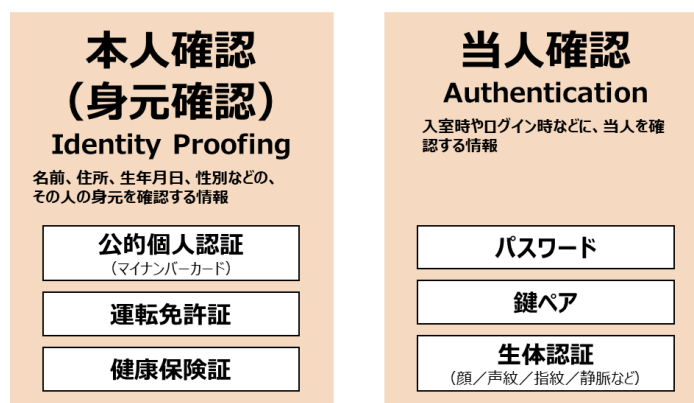 本人確認
（身元確認）
Identity Proofing
名前、住所、生年月日、性別などの、
その人の身元を確認する情報
公的個人認証
（マイナンバーカード）
運転免許証
健康保険証
当人確認
Authentication
入室時やログイン時などに、当人を確
認する情報
パスワード
鍵ペア
生体認証
（顔／声紋／指紋／静脈など）